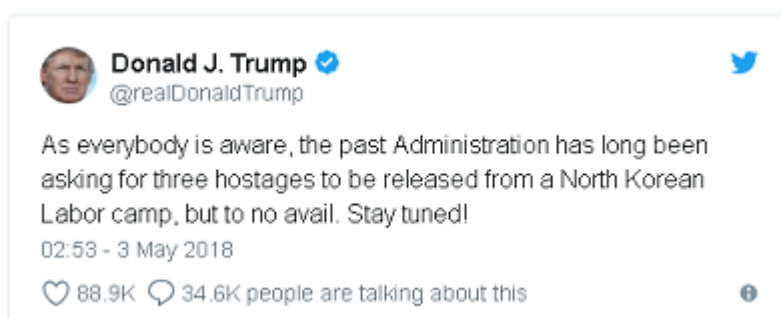 Donald J. Trump
@realDonaldTrump
As everybody is aware, the past Administration has long been
asking for three hostages to be released from a North Korean
Labor camp, but to no avail. Stay tuned!
02:53 - 3 May 2018
88.9K 34.6K people are talking about this